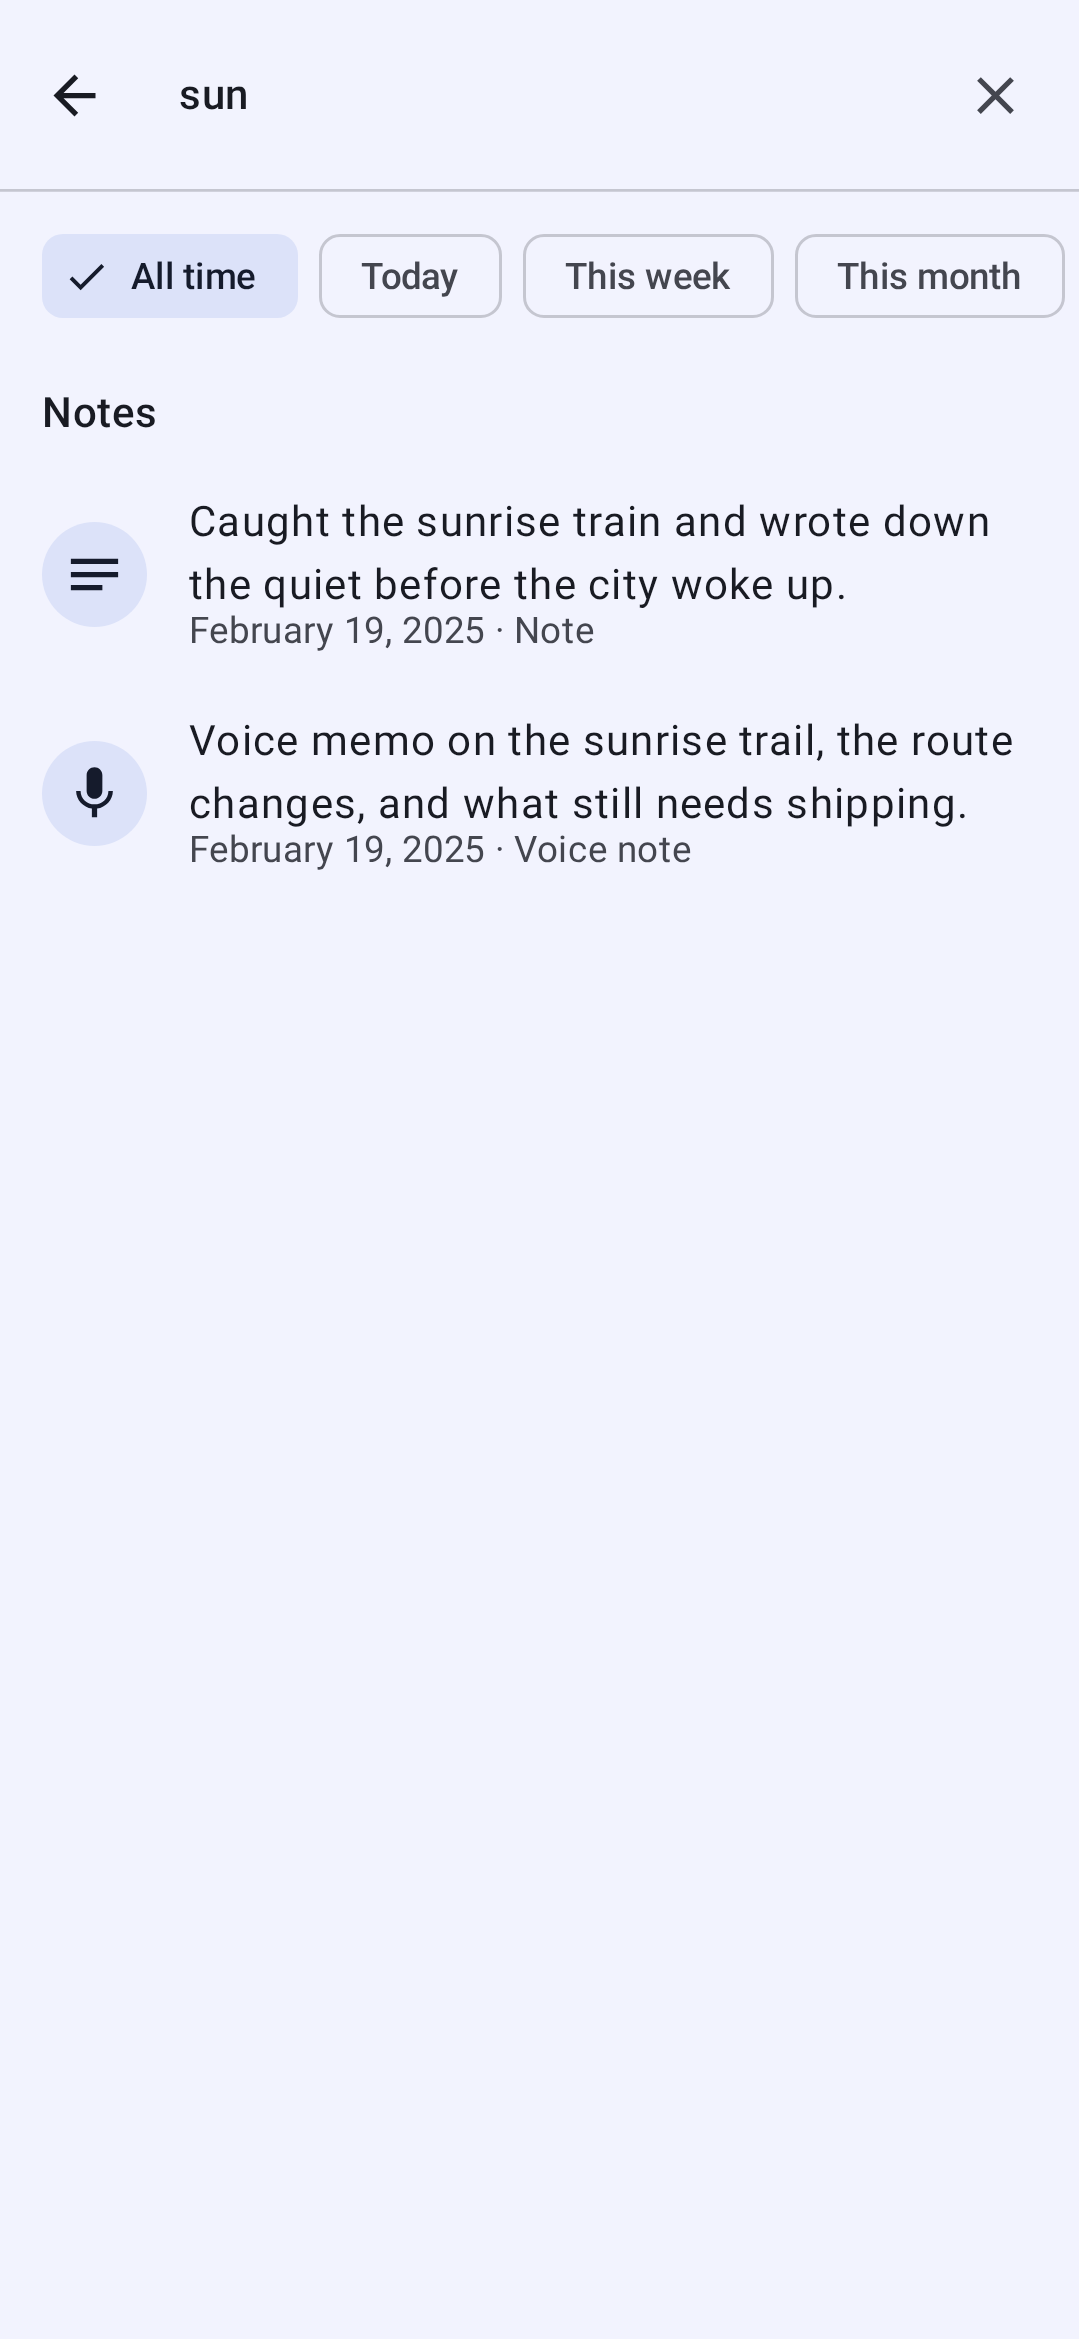 sun
All time
Today
This week
This month
Notes
Caught the sunrise train and wrote down
the quiet before the city woke up.
February 19, 2025 · Note
Voice memo on the sunrise trail, the route
changes, and what still needs shipping.
February 19, 2025 · Voice note